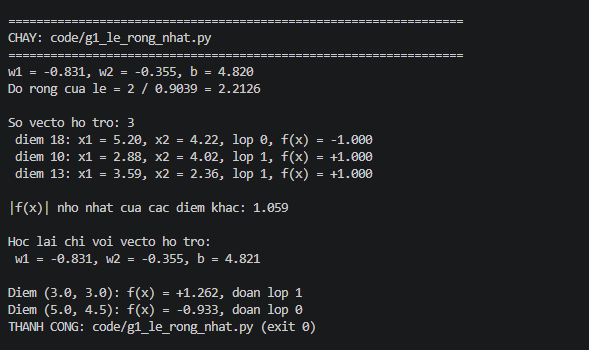 =================================================================
CHAY: code/g1_le_rong_nhat.py
=================================================================
w1 = -0.831, w2 = -0.355, b = 4.820
Do rong cua le = 2 / 0.9039 = 2.2126

So vecto ho tro: 3
 diem 18: x1 = 5.20, x2 = 4.22, lop 0, f(x) = -1.000
 diem 10: x1 = 2.88, x2 = 4.02, lop 1, f(x) = +1.000
 diem 13: x1 = 3.59, x2 = 2.36, lop 1, f(x) = +1.000

|f(x)| nho nhat cua cac diem khac: 1.059

Hoc lai chi voi vecto ho tro:
 w1 = -0.831, w2 = -0.355, b = 4.821

Diem (3.0, 3.0): f(x) = +1.262, doan lop 1
Diem (5.0, 4.5): f(x) = -0.933, doan lop 0
THANH CONG: code/g1_le_rong_nhat.py (exit 0)